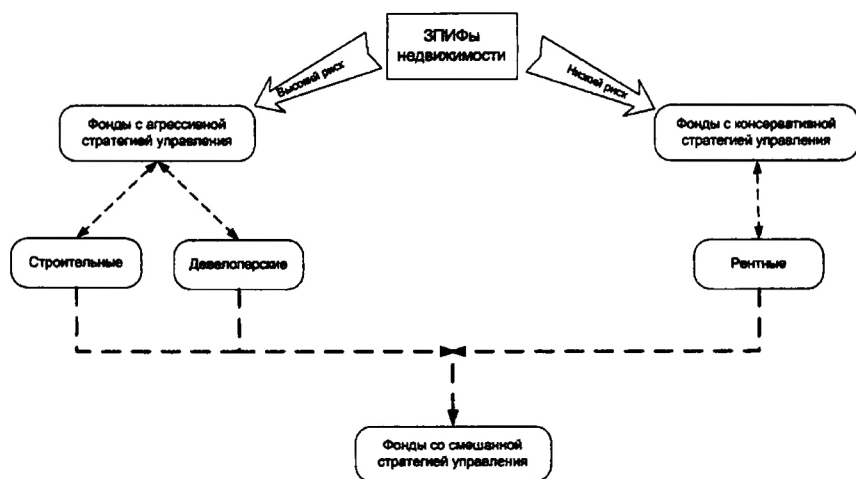 ЗПИФы
недвижимости
Высокий риск
Низкий риск
Фонды с агрессивной
стратегией управления
Фонды с консервативной
стратегией управления
Строительные
Девелоперские
Рентные
Фонды со смешанной
стратегией управления